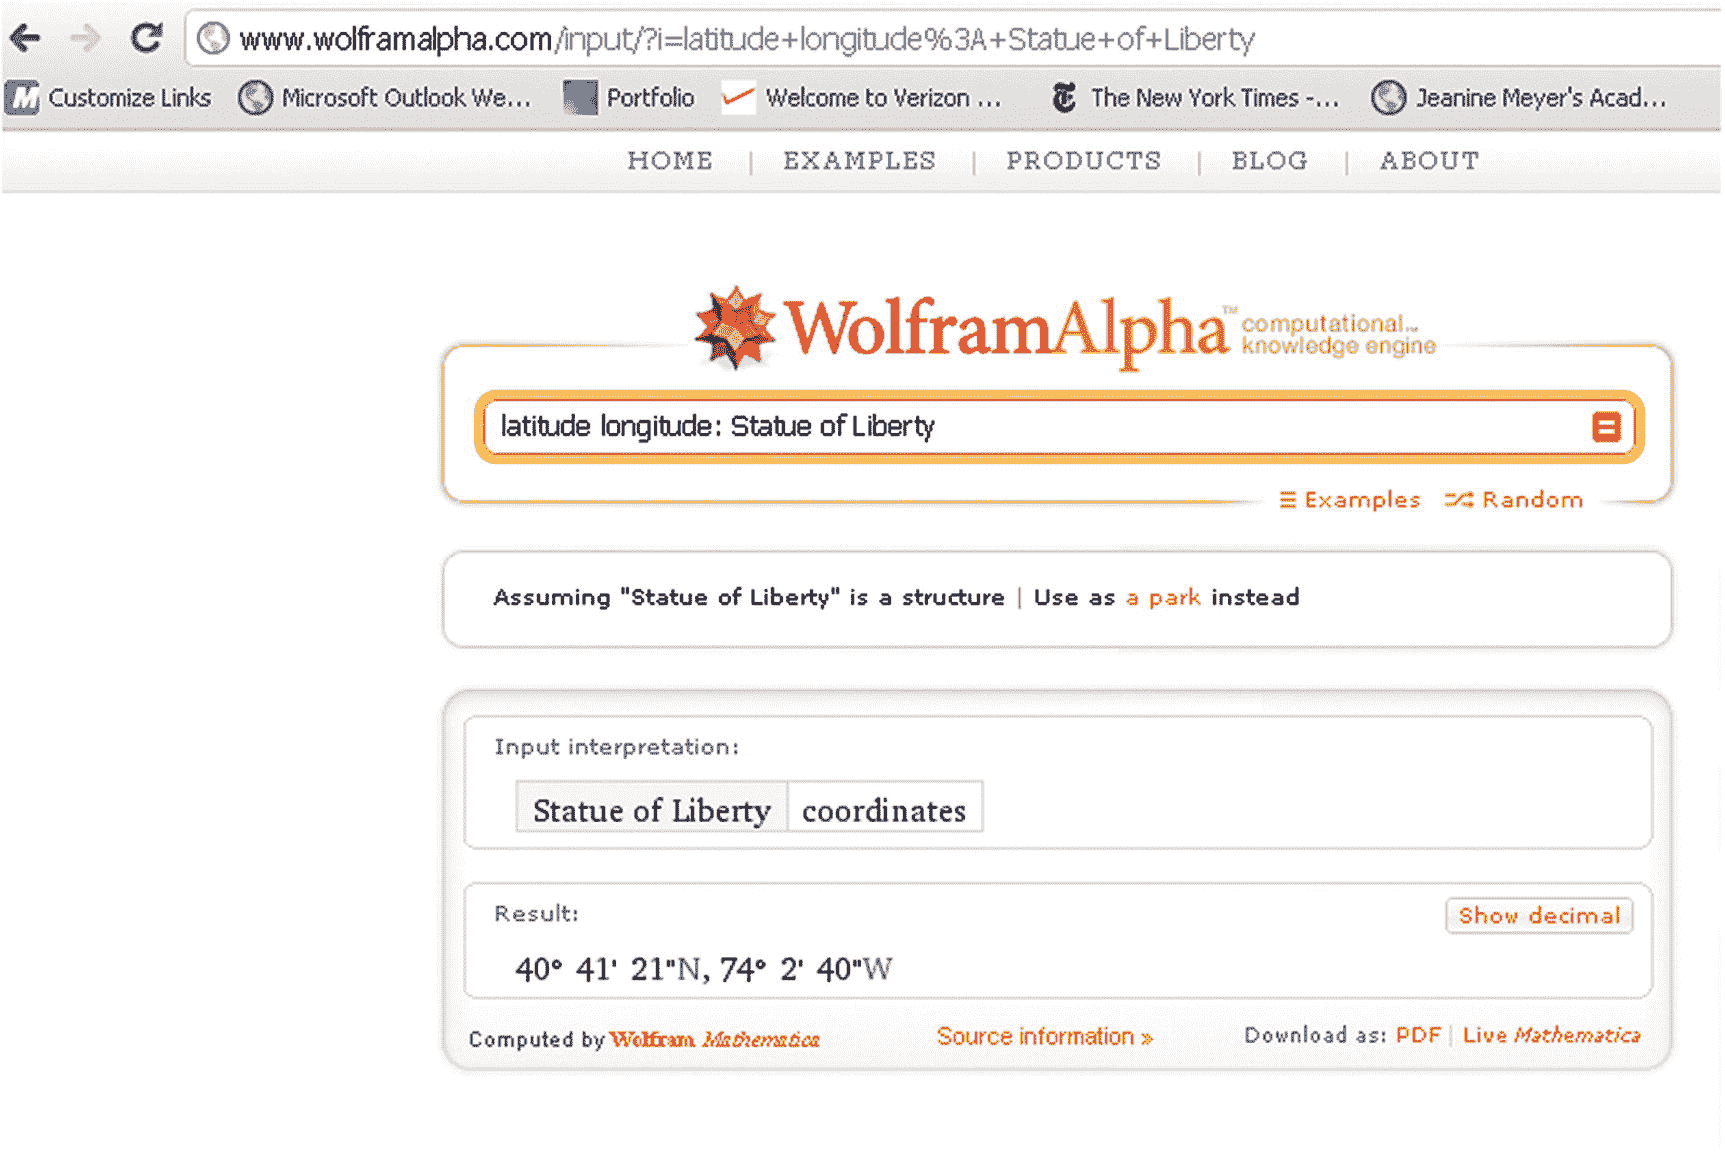 www.wolframalpha.com/input/?i=latitude+longitude%3A+Statue+of+Liberty
Customize Links Microsoft Outlook We... Portfolio Welcome to Verizon ... The New York Times -... Jeanine Meyer's Acad...
HOME | EXAMPLES | PRODUCTS | BLOG | ABOUT
WolframAlpha™ computational... knowledge engine
latitude longitude: Statue of Liberty
Examples Random
Assuming "Statue of Liberty" is a structure | Use as a park instead
Input interpretation:
Statue of Liberty coordinates
Result: Show decimal
40° 41' 21"N, 74° 2' 40"W
Computed by Wolfram Mathematica Source information » Download as: PDF | Live Mathematica